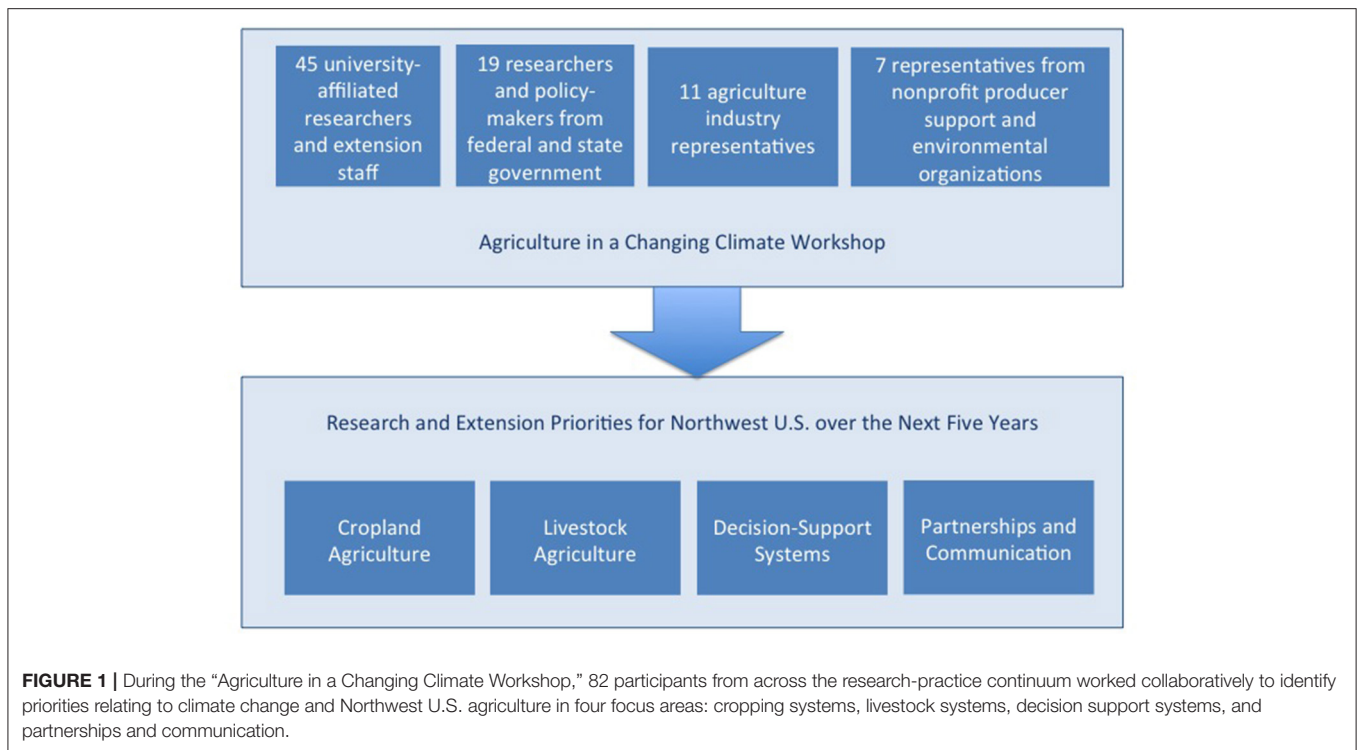 45 university-
affiliated
researchers
and extension
staff
19 researchers
and policy-
makers from
federal and state
government
11 agriculture
industry
representatives
7 representatives from
nonprofit producer
support and
environmental
organizations
Agriculture in a Changing Climate Workshop
Research and Extension Priorities for Northwest U.S. over the Next Five Years
Cropland
Agriculture
Livestock
Agriculture
Decision-Support
Systems
Partnerships and
Communication
FIGURE 1 | During the “Agriculture in a Changing Climate Workshop,” 82 participants from across the research-practice continuum worked collaboratively to identify
priorities relating to climate change and Northwest U.S. agriculture in four focus areas: cropping systems, livestock systems, decision support systems, and
partnerships and communication.